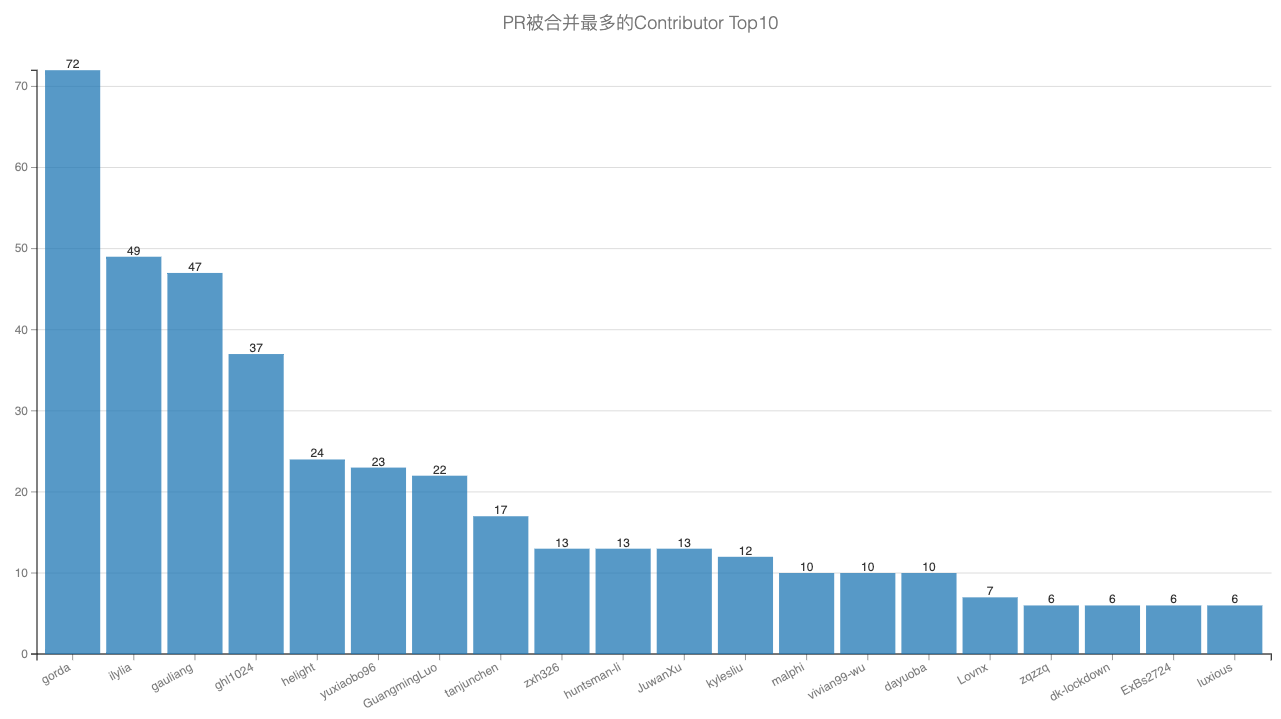 PR被合并最多的Contributor Top10
72
70
60
49
50
47
40
37
30
24
23
22
20
17
13
13
13
12
10
10
10
10
7
6
6
6
6
0
gorda
ilylia
gauliang
ghl1024
helight
yuxiaobo96
GuangmingLuo
tanjunchen
zxh326
huntsman-li
JuwanXu
kylesliu
malphi
vivian99-wu
dayuoba
Lovnx
zqzzq
dk-lockdown
ExBs2724
luxious